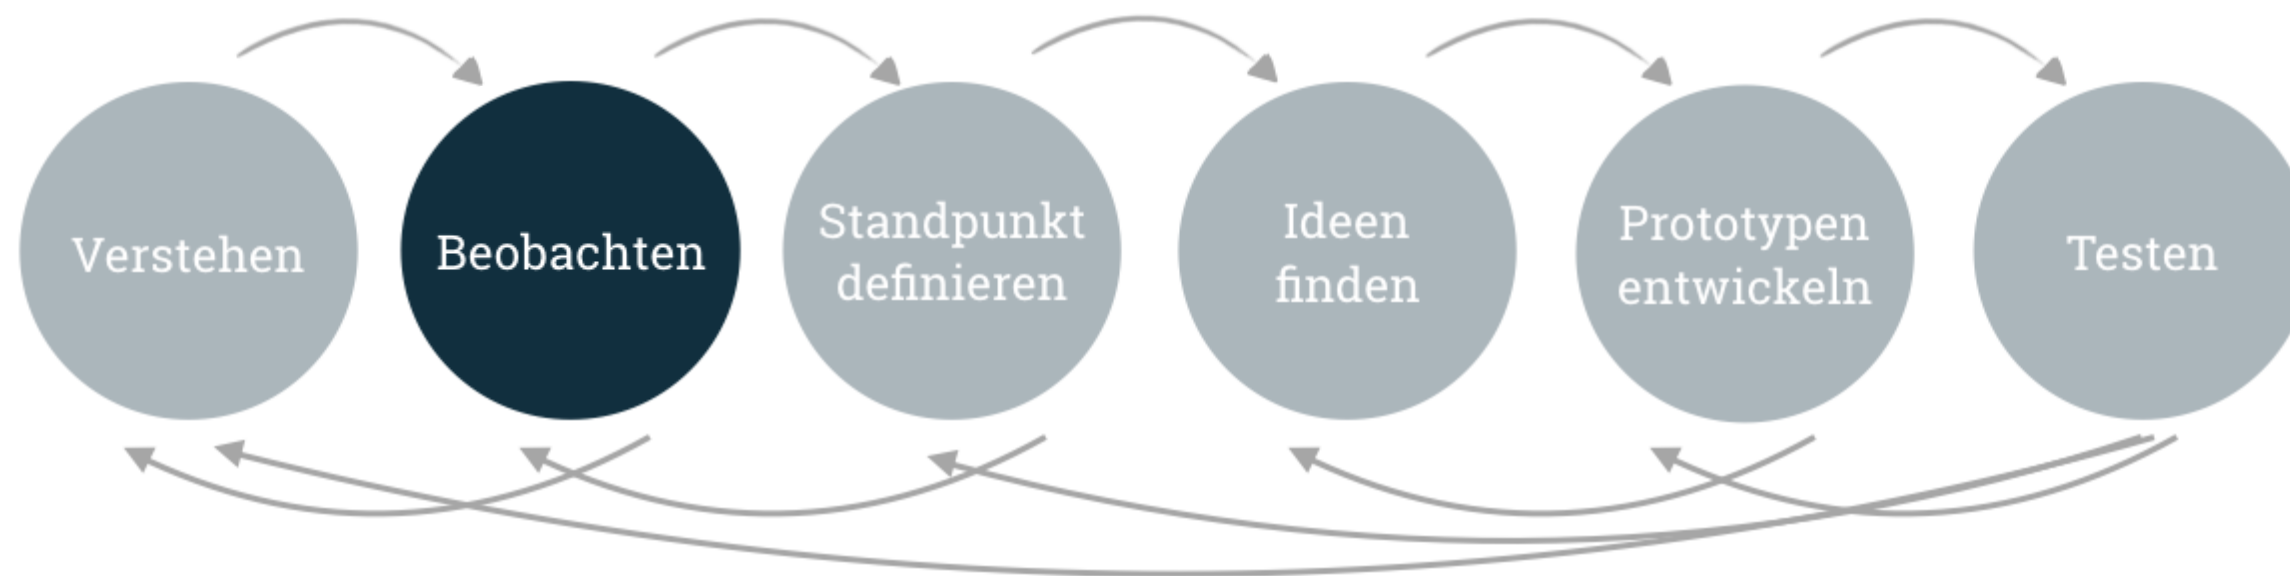 Verstehen
Beobachten
Standpunkt
definieren
Ideen
finden
Prototypen
entwickeln
Testen